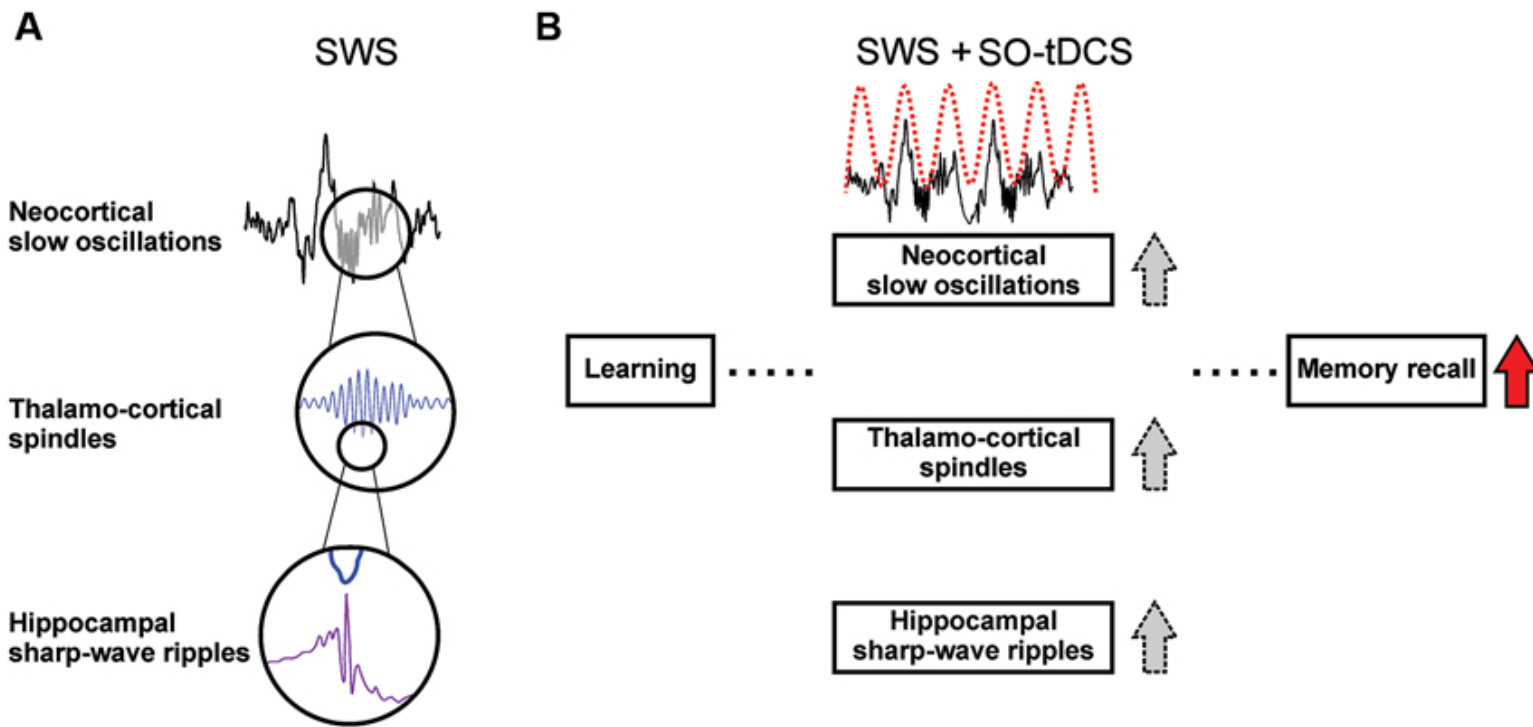 A
SWS
Neocortical
slow oscillations
Thalamo-cortical
spindles
Hippocampal
sharp-wave ripples
B
SWS + SO-tDCS
Neocortical
slow oscillations
Learning
Memory recall
Thalamo-cortical
spindles
Hippocampal
sharp-wave ripples